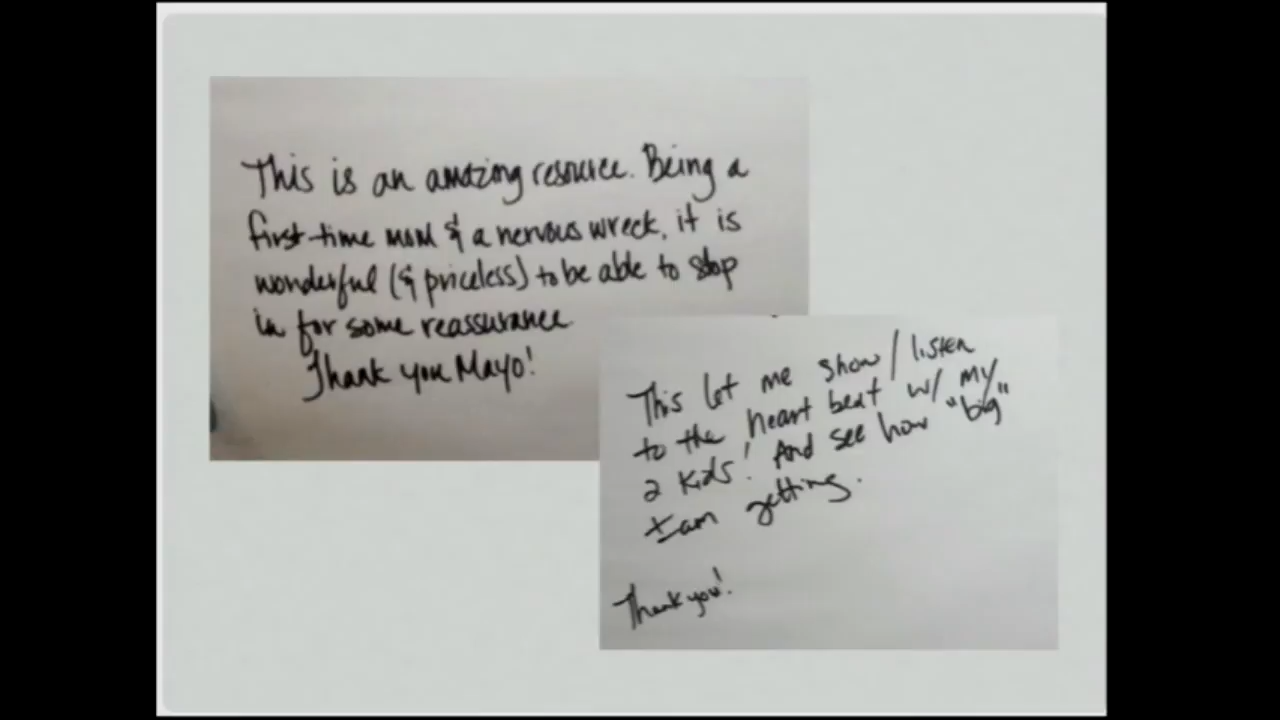 This is an amazing resource. Being a
first-time mom & a nervous wreck, it is
wonderful (& priceless) to be able to stop
in for some reassurance.
Thank you Mayo!
This let me show/listen
to the heart beat w/ my
2 kids! And see how "big"
I am getting.
Thank you!